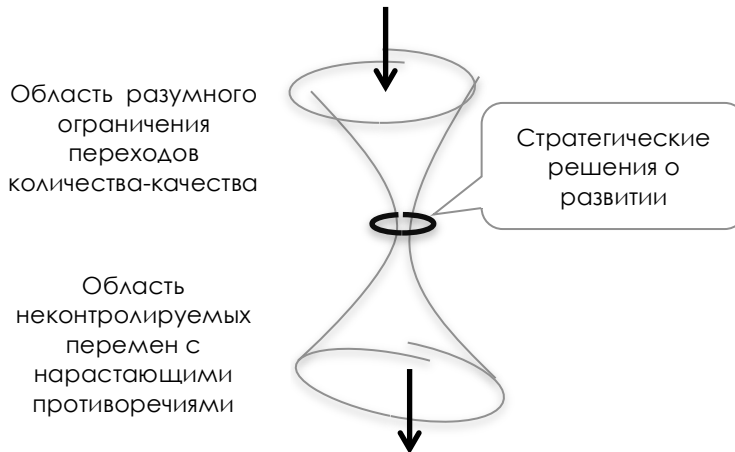 Область разумного
ограничения
переходов
количества-качества
Стратегические
решения о
развитии
Область
неконтролируемых
перемен с
нарастающими
противоречиями